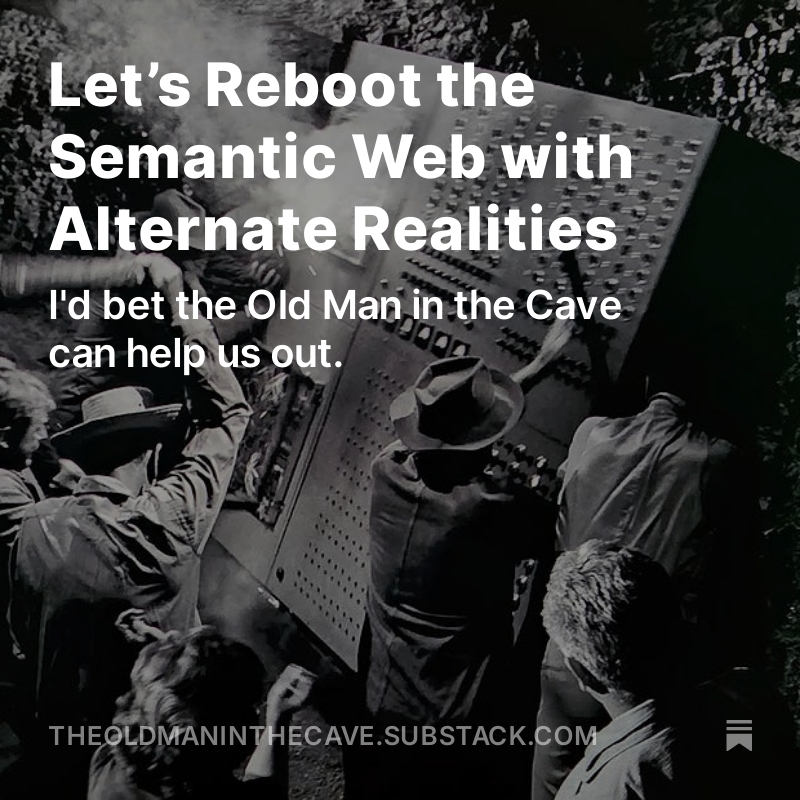 Let’s Reboot the
Semantic Web with
Alternate Realities
I'd bet the Old Man in the Cave
can help us out.
THEOLDMANINTHECAVE.SUBSTACK.COM